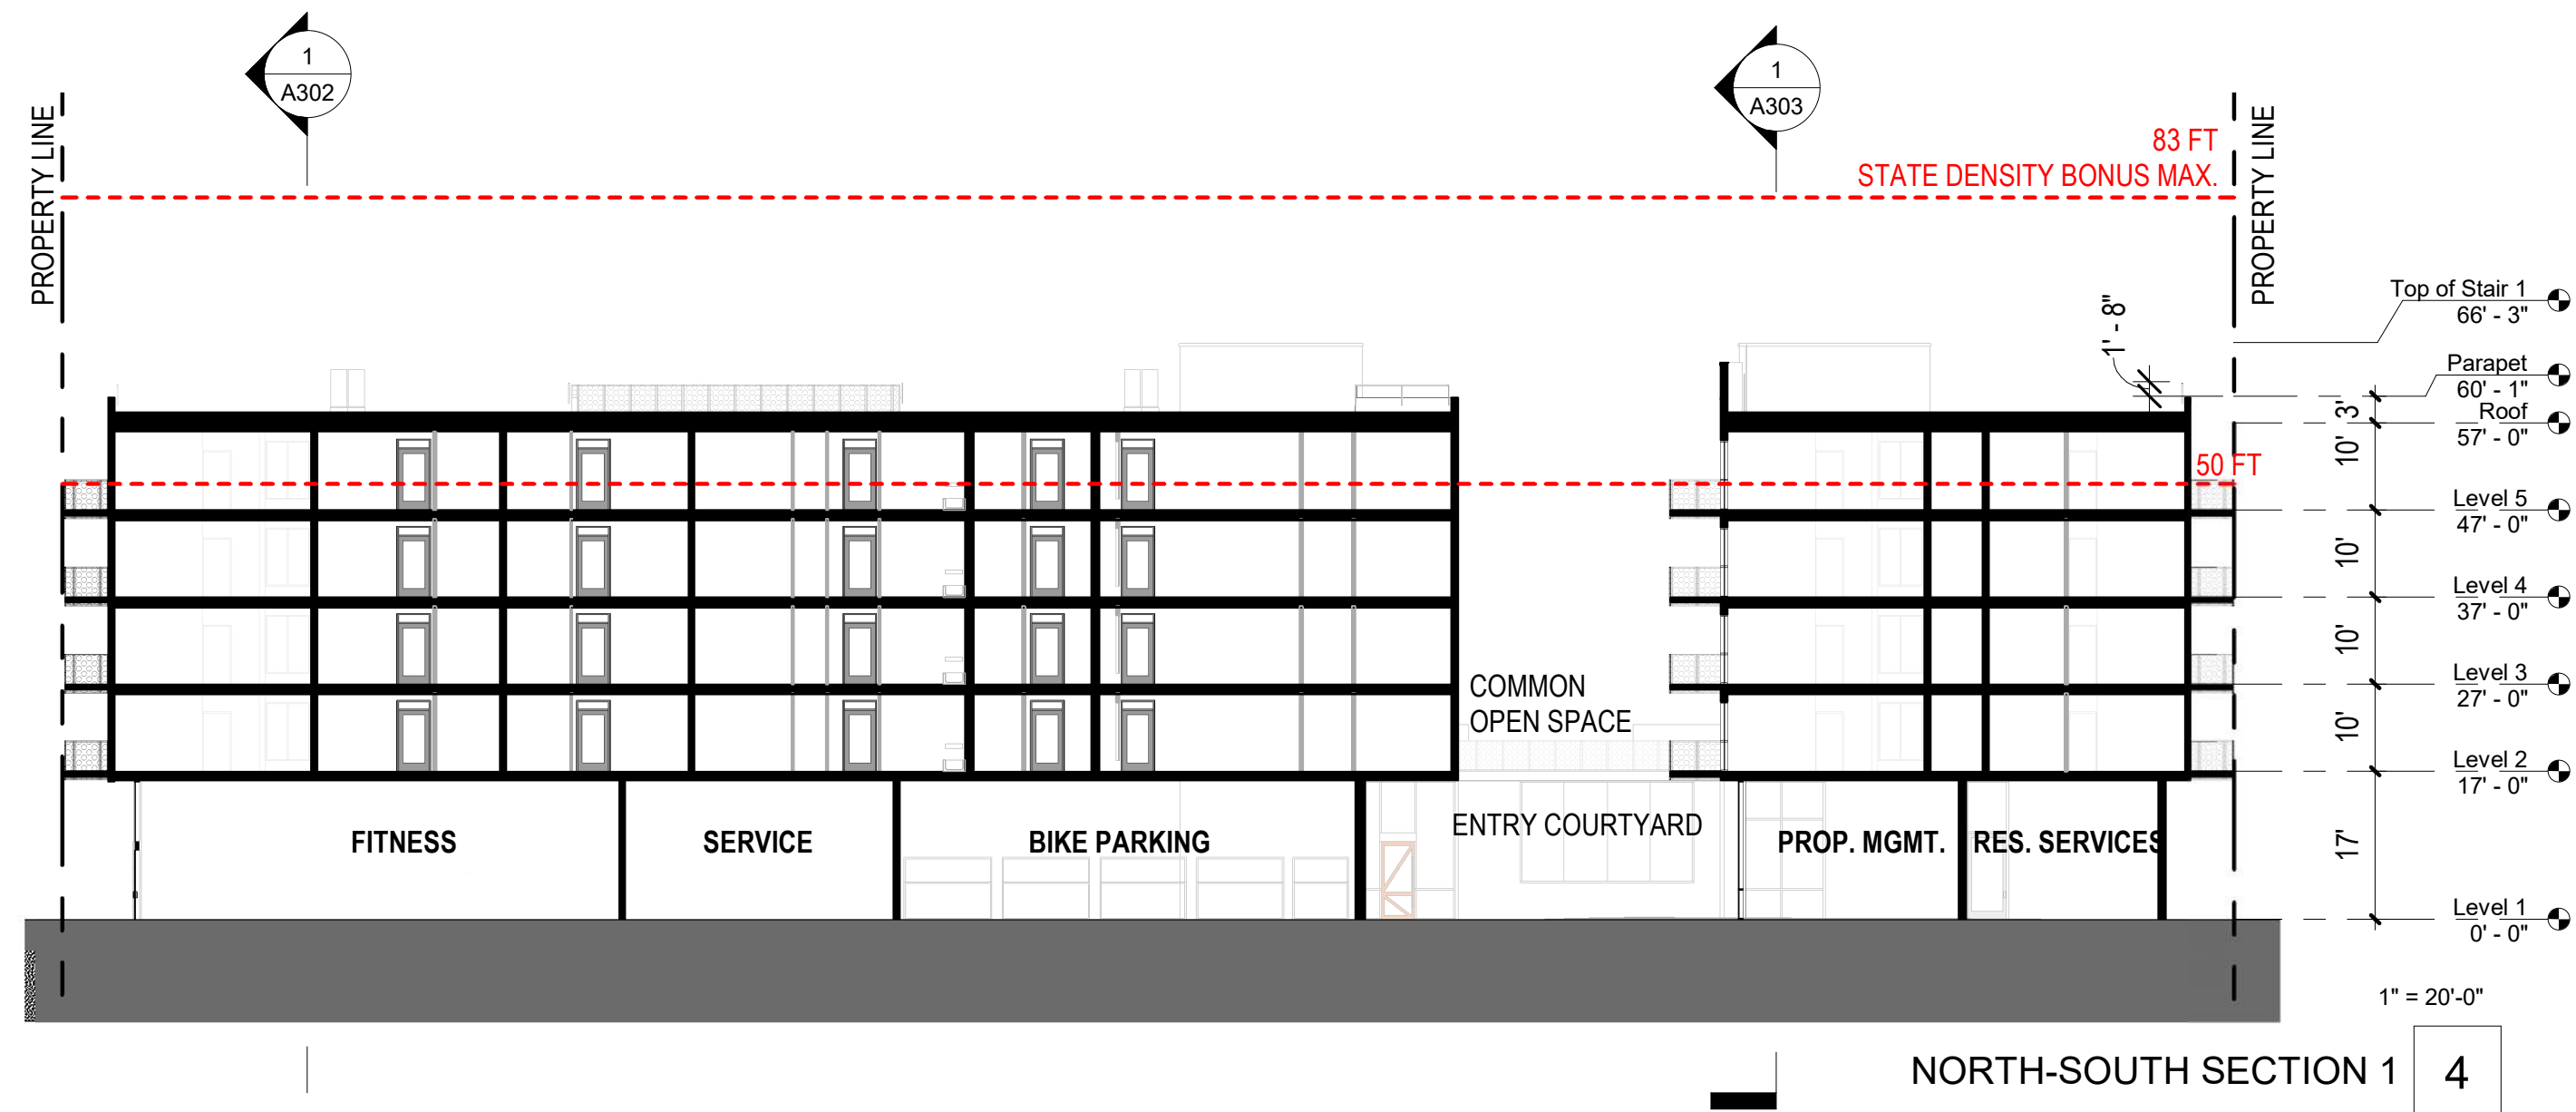 1
A302
1
A303
PROPERTY LINE
PROPERTY LINE
83 FT
STATE DENSITY BONUS MAX.
Top of Stair 1
66' - 3"
1' - 8"
Parapet
60' - 1"
3'
Roof
57' - 0"
10'
50 FT
Level 5
47' - 0"
10'
Level 4
37' - 0"
10'
Level 3
27' - 0"
COMMON
OPEN SPACE
10'
Level 2
17' - 0"
FITNESS
SERVICE
BIKE PARKING
ENTRY COURTYARD
PROP. MGMT.
RES. SERVICES
17'
Level 1
0' - 0"
1" = 20'-0"
NORTH-SOUTH SECTION 1
4